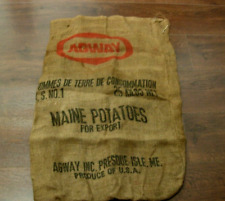 AGWAY
POMMES DE TERRE DE CONSOMMATION
U.S. NO. 1
MAINE POTATOES
FOR EXPORT
AGWAY INC. PRESQUE ISLE, ME.
PRODUCE OF U.S.A.